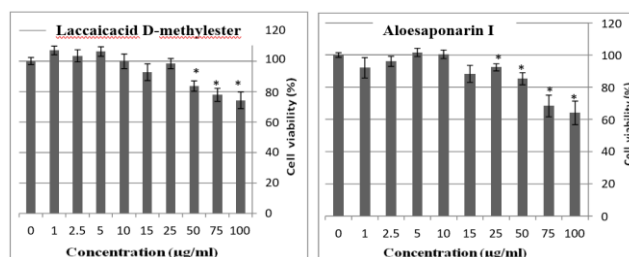 Laccaicacid D-methylester
120
100
80
60
40
20
0
Cell viability (%)
* * *
0 1 2.5 5 10 15 25 50 75 100
Concentration (µg/ml)
Aloesaponarin I
120
100
80
60
40
20
0
Cell viability (%)
* * * *
0 1 2.5 5 10 15 25 50 75 100
Concentration (µg/ml)